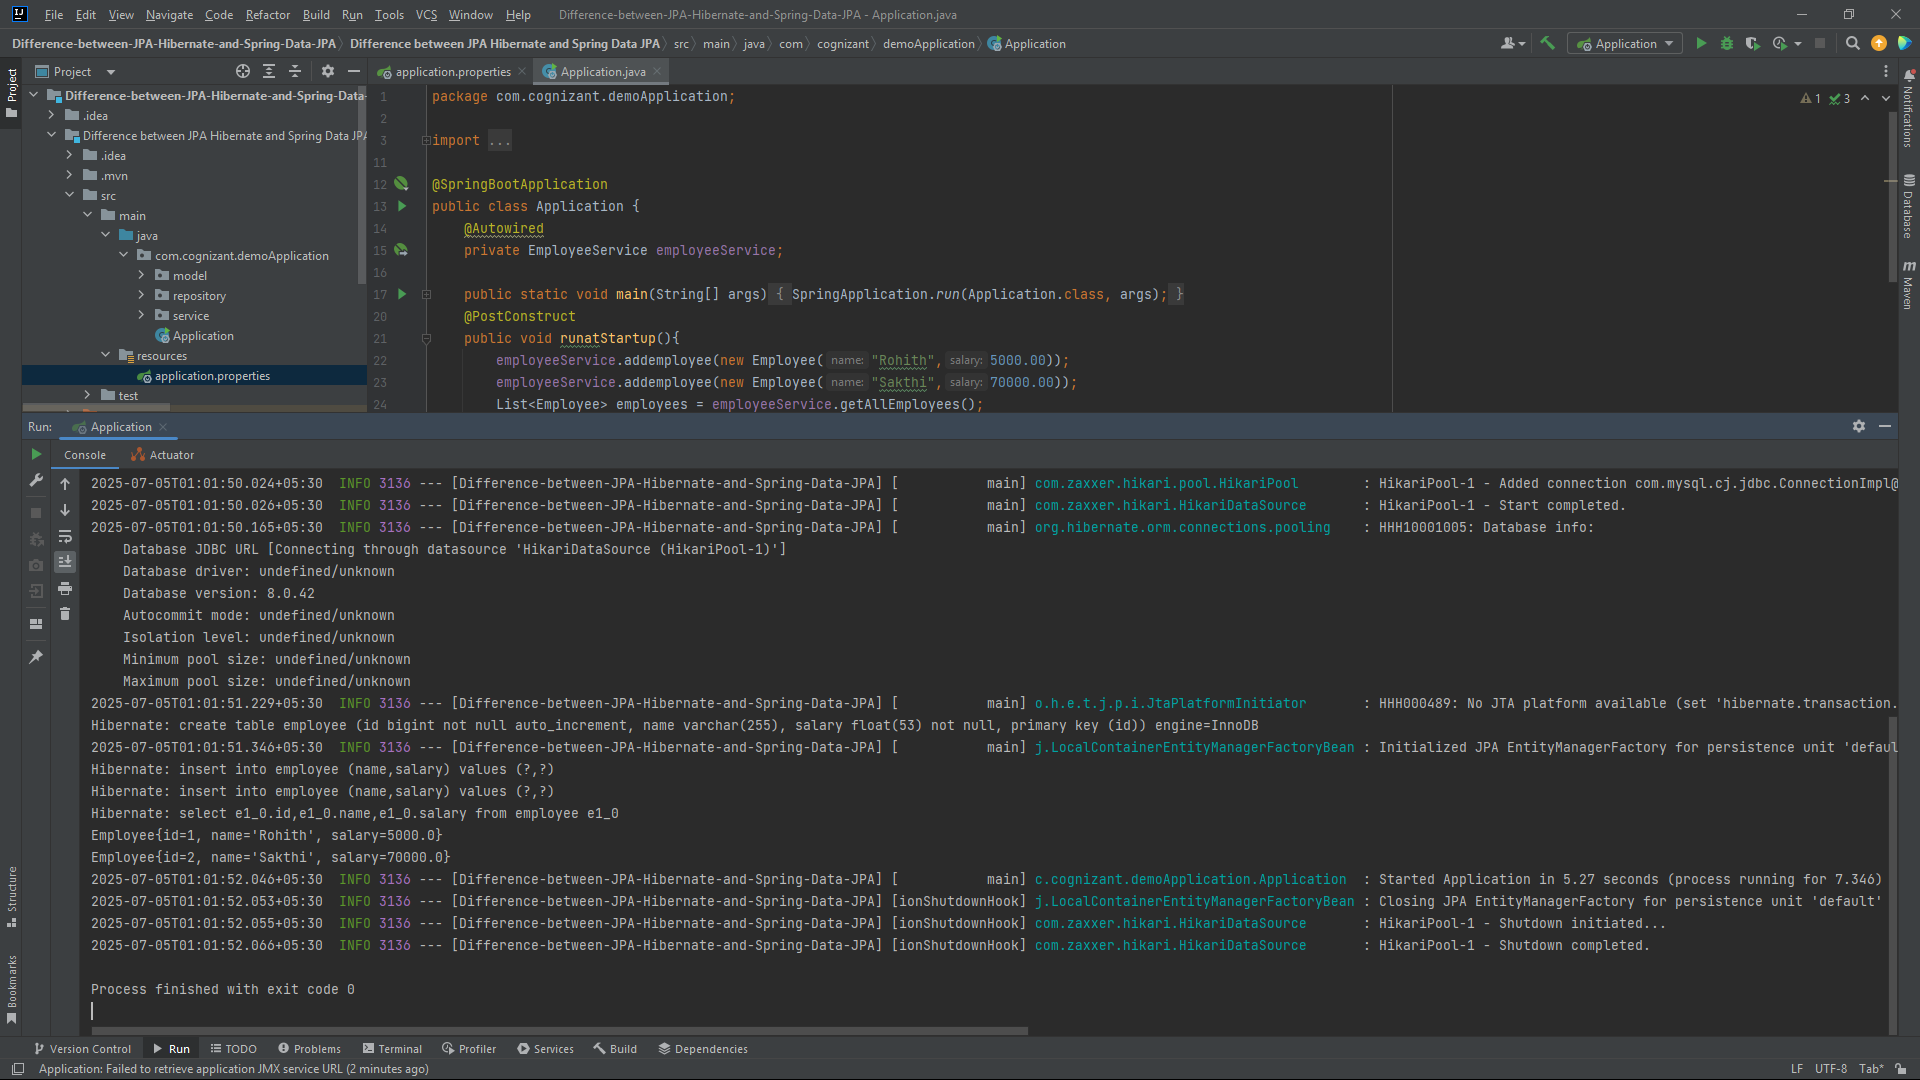 File Edit View Navigate Code Refactor Build Run Tools VCS Window Help Difference-between-JPA-Hibernate-and-Spring-Data-JPA - Application.java
Difference-between-JPA-Hibernate-and-Spring-Data-JPA Difference between JPA Hibernate and Spring Data JPA src main java com cognizant demoApplication Application Application
Project
Project
Difference-between-JPA-Hibernate-and-Spring-Data-
.idea
Difference between JPA Hibernate and Spring Data JPA
.idea
.mvn
src
main
java
com.cognizant.demoApplication
model
repository
service
Application
resources
application.properties
test
application.properties Application.java
1 package com.cognizant.demoApplication;
2
3 import ...
11
12 @SpringBootApplication
13 public class Application {
14 @Autowired
15 private EmployeeService employeeService;
16
17 public static void main(String[] args) { SpringApplication.run(Application.class, args); }
20 @PostConstruct
21 public void runatStartup(){
22 employeeService.addemployee(new Employee( name: "Rohith", salary: 5000.00));
23 employeeService.addemployee(new Employee( name: "Sakthi", salary: 70000.00));
24 List<Employee> employees = employeeService.getAllEmployees();
1 3
Notifications
Database
m
Maven
Run: Application
Console Actuator
2025-07-05T01:01:50.024+05:30 INFO 3136 --- [Difference-between-JPA-Hibernate-and-Spring-Data-JPA] [ main] com.zaxxer.hikari.pool.HikariPool : HikariPool-1 - Added connection com.mysql.cj.jdbc.ConnectionImpl@
2025-07-05T01:01:50.026+05:30 INFO 3136 --- [Difference-between-JPA-Hibernate-and-Spring-Data-JPA] [ main] com.zaxxer.hikari.HikariDataSource : HikariPool-1 - Start completed.
2025-07-05T01:01:50.165+05:30 INFO 3136 --- [Difference-between-JPA-Hibernate-and-Spring-Data-JPA] [ main] org.hibernate.orm.connections.pooling : HHH10001005: Database info:
Database JDBC URL [Connecting through datasource 'HikariDataSource (HikariPool-1)']
Database driver: undefined/unknown
Database version: 8.0.42
Autocommit mode: undefined/unknown
Isolation level: undefined/unknown
Minimum pool size: undefined/unknown
Maximum pool size: undefined/unknown
2025-07-05T01:01:51.229+05:30 INFO 3136 --- [Difference-between-JPA-Hibernate-and-Spring-Data-JPA] [ main] o.h.e.t.j.p.i.JtaPlatformInitiator : HHH000489: No JTA platform available (set 'hibernate.transaction.
Hibernate: create table employee (id bigint not null auto_increment, name varchar(255), salary float(53) not null, primary key (id)) engine=InnoDB
2025-07-05T01:01:51.346+05:30 INFO 3136 --- [Difference-between-JPA-Hibernate-and-Spring-Data-JPA] [ main] j.LocalContainerEntityManagerFactoryBean : Initialized JPA EntityManagerFactory for persistence unit 'defaul
Hibernate: insert into employee (name,salary) values (?,?)
Hibernate: insert into employee (name,salary) values (?,?)
Hibernate: select e1_0.id,e1_0.name,e1_0.salary from employee e1_0
Employee{id=1, name='Rohith', salary=5000.0}
Employee{id=2, name='Sakthi', salary=70000.0}
2025-07-05T01:01:52.046+05:30 INFO 3136 --- [Difference-between-JPA-Hibernate-and-Spring-Data-JPA] [ main] c.cognizant.demoApplication.Application : Started Application in 5.27 seconds (process running for 7.346)
2025-07-05T01:01:52.053+05:30 INFO 3136 --- [Difference-between-JPA-Hibernate-and-Spring-Data-JPA] [ionShutdownHook] j.LocalContainerEntityManagerFactoryBean : Closing JPA EntityManagerFactory for persistence unit 'default'
2025-07-05T01:01:52.055+05:30 INFO 3136 --- [Difference-between-JPA-Hibernate-and-Spring-Data-JPA] [ionShutdownHook] com.zaxxer.hikari.HikariDataSource : HikariPool-1 - Shutdown initiated...
2025-07-05T01:01:52.066+05:30 INFO 3136 --- [Difference-between-JPA-Hibernate-and-Spring-Data-JPA] [ionShutdownHook] com.zaxxer.hikari.HikariDataSource : HikariPool-1 - Shutdown completed.
Process finished with exit code 0
Structure
Bookmarks
Version Control Run TODO Problems Terminal Profiler Services Build Dependencies
Application: Failed to retrieve application JMX service URL (2 minutes ago) LF UTF-8 Tab*